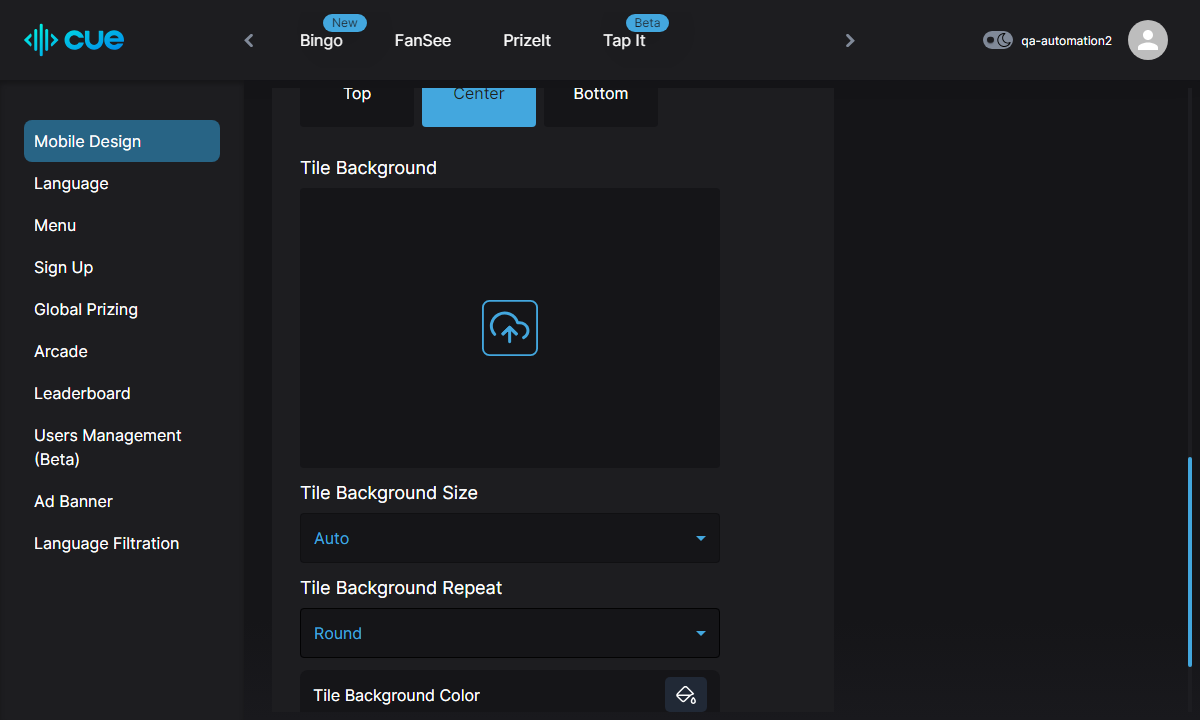 cue
New
Bingo
FanSee
PrizeIt
Beta
Tap It
qa-automation2
Mobile Design
Language
Menu
Sign Up
Global Prizing
Arcade
Leaderboard
Users Management
(Beta)
Ad Banner
Language Filtration
Top
Center
Bottom
Tile Background
Tile Background Size
Auto
Tile Background Repeat
Round
Tile Background Color